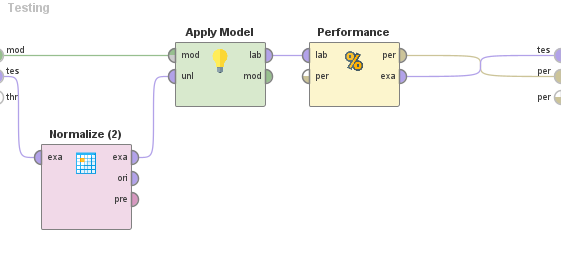 Testing
Apply Model
Performance
mod
mod
lab
lab
per
tes
tes
unl
mod
per
exa
per
thr
per
Normalize (2)
exa
exa
ori
pre